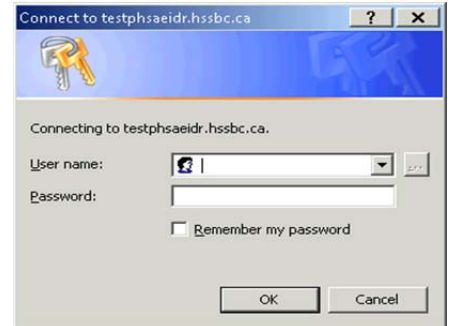 Connect to testphsaeidr.hssbc.ca
Connecting to testphsaeidr.hssbc.ca.
User name:
Password:
Remember my password
OK Cancel